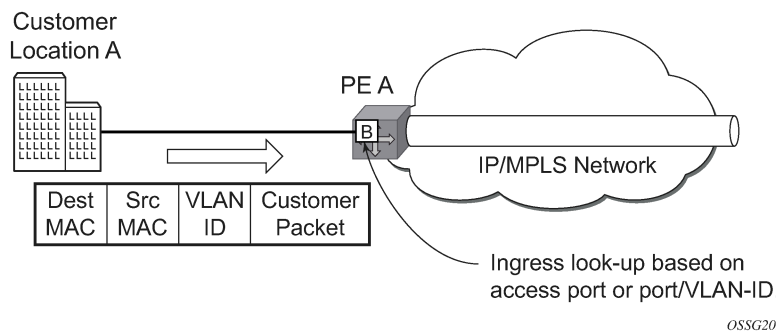 Customer
Location A
PE A
B
IP/MPLS Network
Dest
MAC
Src
MAC
VLAN
ID
Customer
Packet
Ingress look-up based on
access port or port/VLAN-ID
OSSG20